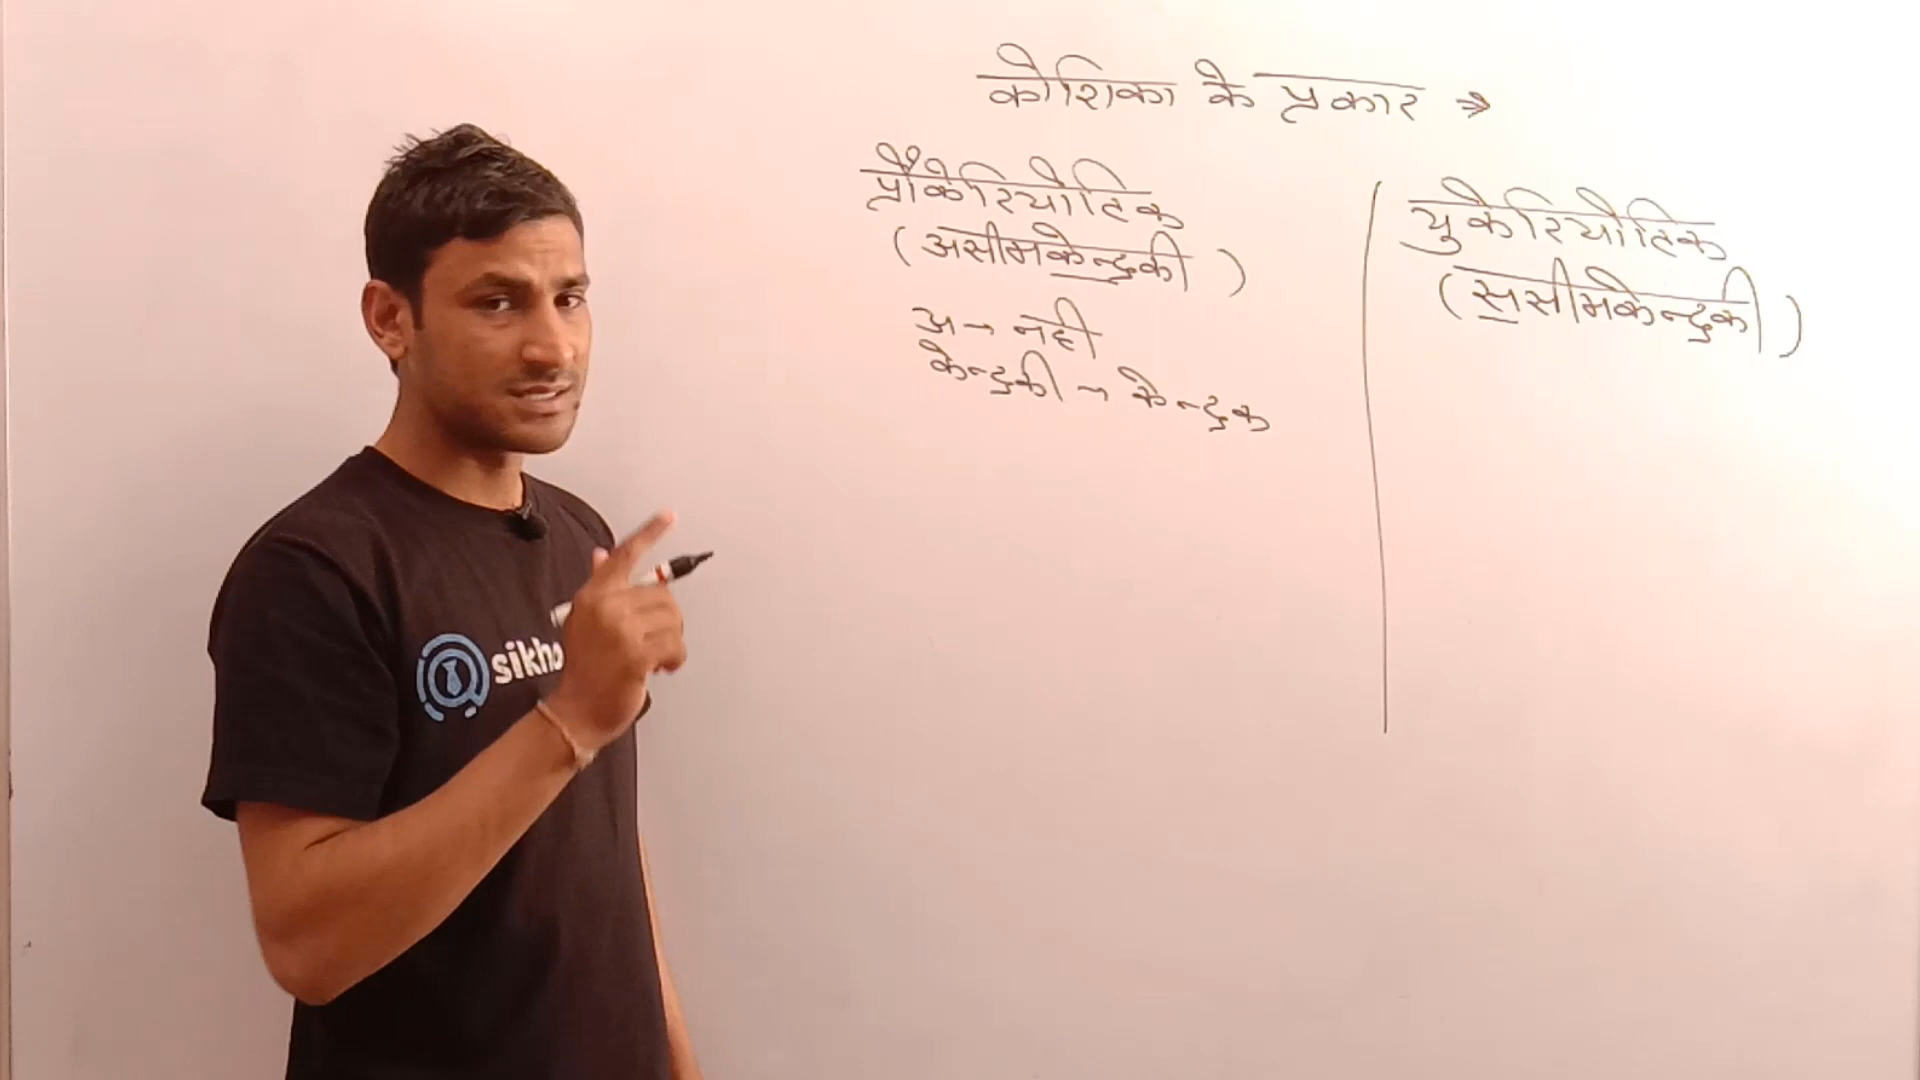 कोशिका के प्रकार ⇒
प्रौकेरियोटिक
(असीमकेन्द्रकी)
अ → नही
केन्द्रकी → केन्द्रक
युकेरियोटिक
(ससीमकेन्द्रकी)
sikho